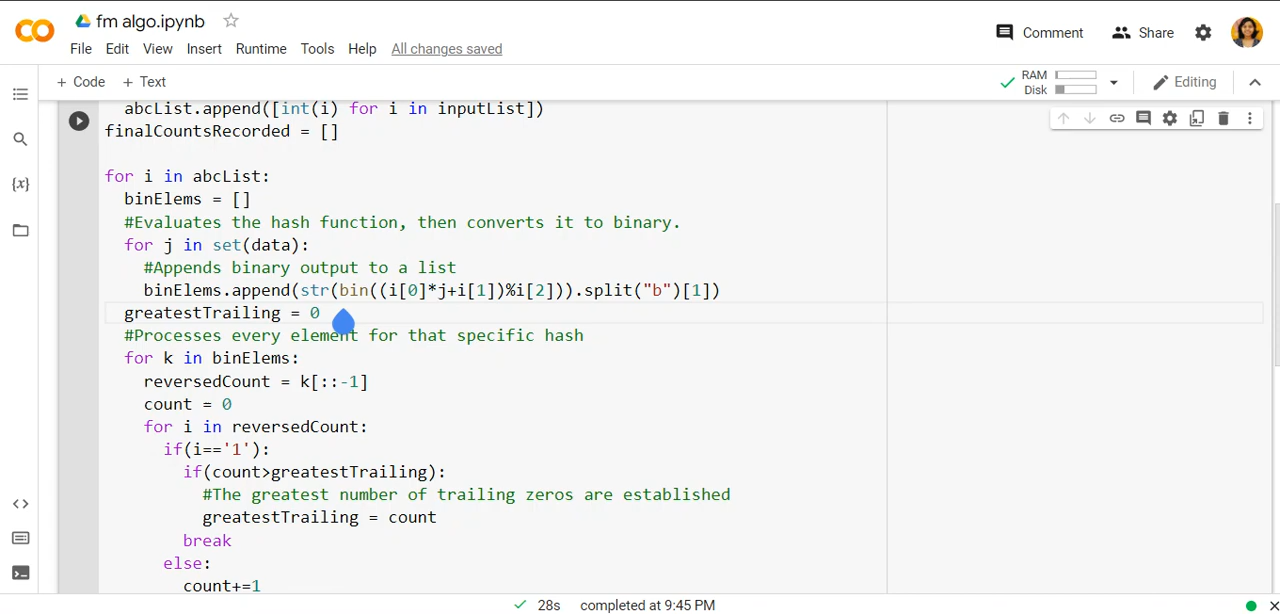 fm algo.ipynb
File Edit View Insert Runtime Tools Help All changes saved
Comment Share
+ Code + Text
RAM
Disk
Editing
abcList.append([int(i) for i in inputList])
finalCountsRecorded = []
for i in abcList:
binElems = []
#Evaluates the hash function, then converts it to binary.
for j in set(data):
#Appends binary output to a list
binElems.append(str(bin((i[0]*j+i[1])%i[2])).split("b")[1])
greatestTrailing = 0
#Processes every element for that specific hash
for k in binElems:
reversedCount = k[::-1]
count = 0
for i in reversedCount:
if(i=='1'):
if(count>greatestTrailing):
#The greatest number of trailing zeros are established
greatestTrailing = count
break
else:
count+=1
28s completed at 9:45 PM